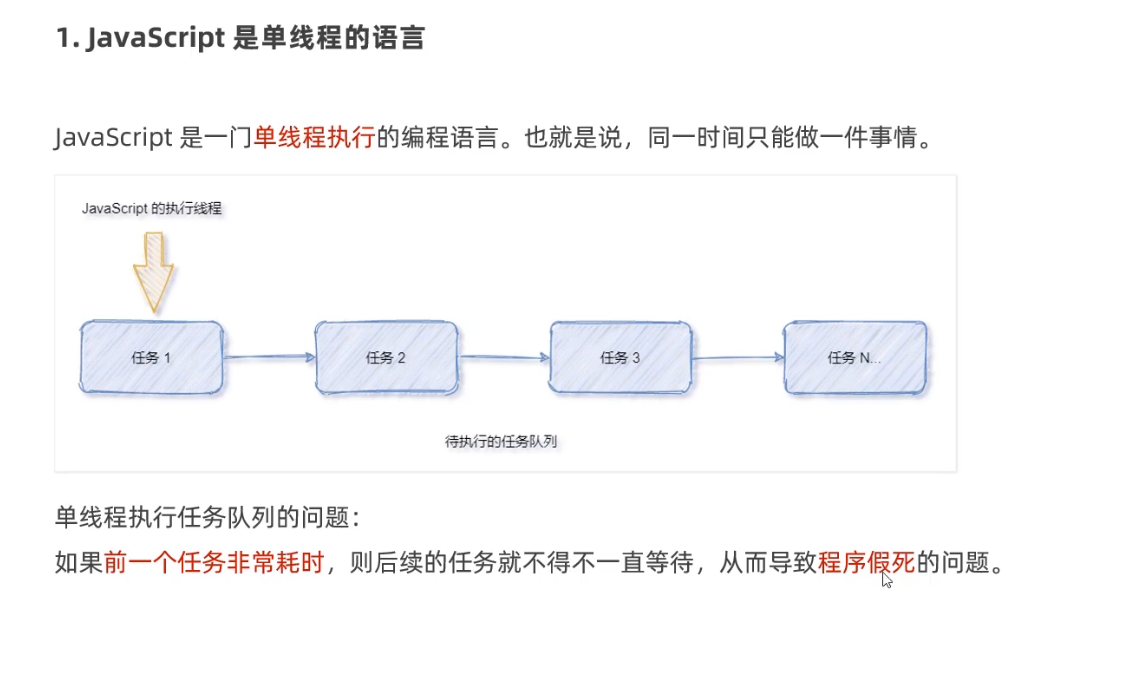 1. JavaScript 是单线程的语言
JavaScript 是一门单线程执行的编程语言。也就是说，同一时间只能做一件事情。
JavaScript 的执行线程
任务 1
任务 2
任务 3
任务 N...
待执行的任务队列
单线程执行任务队列的问题：
如果前一个任务非常耗时，则后续的任务就不得不一直等待，从而导致程序假死的问题。